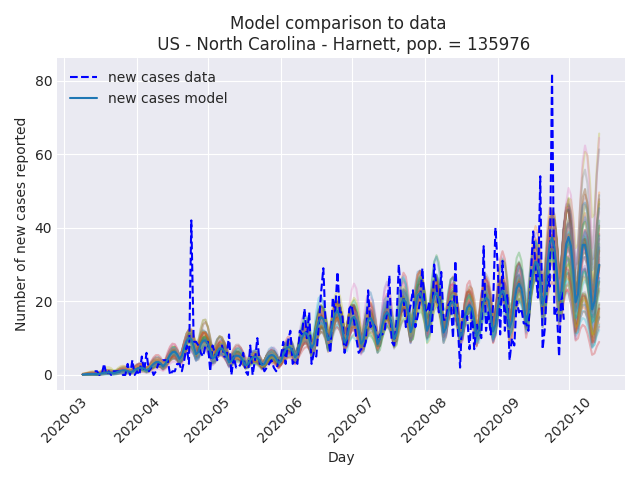 Model comparison to data
US - North Carolina - Harnett, pop. = 135976
new cases data
new cases model
Number of new cases reported
80
60
40
20
0
2020-03
2020-04
2020-05
2020-06
2020-07
2020-08
2020-09
2020-10
Day